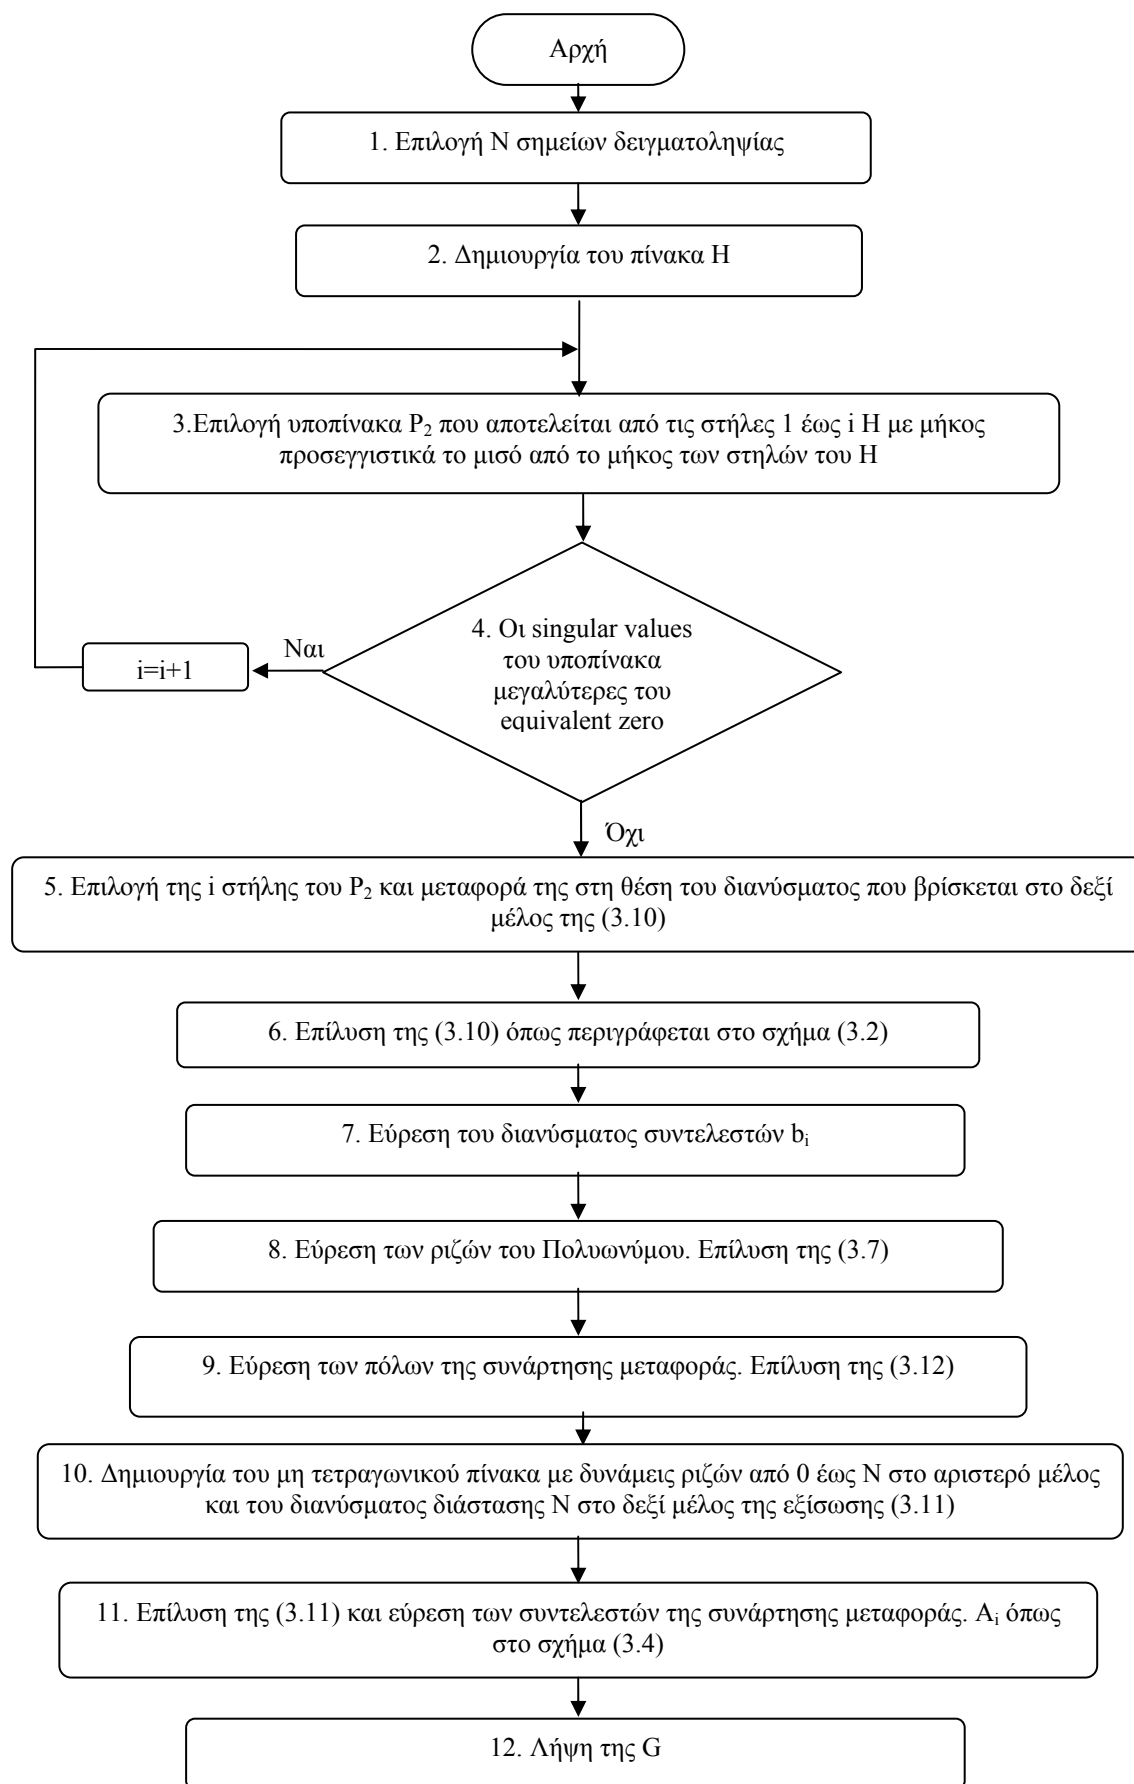 Αρχή
1. Επιλογή Ν σημείων δειγματοληψίας
2. Δημιουργία του πίνακα Η
3.Επιλογή υποπίνακα P₂ που αποτελείται από τις στήλες 1 έως i Η με μήκος
προσεγγιστικά το μισό από το μήκος των στηλών του Η
4. Οι singular values
του υποπίνακα
μεγαλύτερες του
equivalent zero
Ναι
i=i+1
Όχι
5. Επιλογή της i στήλης του P₂ και μεταφορά της στη θέση του διανύσματος που βρίσκεται στο δεξί
μέλος της (3.10)
6. Επίλυση της (3.10) όπως περιγράφεται στο σχήμα (3.2)
7. Εύρεση του διανύσματος συντελεστών bᵢ
8. Εύρεση των ριζών του Πολυωνύμου. Επίλυση της (3.7)
9. Εύρεση των πόλων της συνάρτησης μεταφοράς. Επίλυση της (3.12)
10. Δημιουργία του μη τετραγωνικού πίνακα με δυνάμεις ριζών από 0 έως Ν στο αριστερό μέλος
και του διανύσματος διάστασης Ν στο δεξί μέλος της εξίσωσης (3.11)
11. Επίλυση της (3.11) και εύρεση των συντελεστών της συνάρτησης μεταφοράς. Aᵢ όπως
στο σχήμα (3.4)
12. Λήψη της G